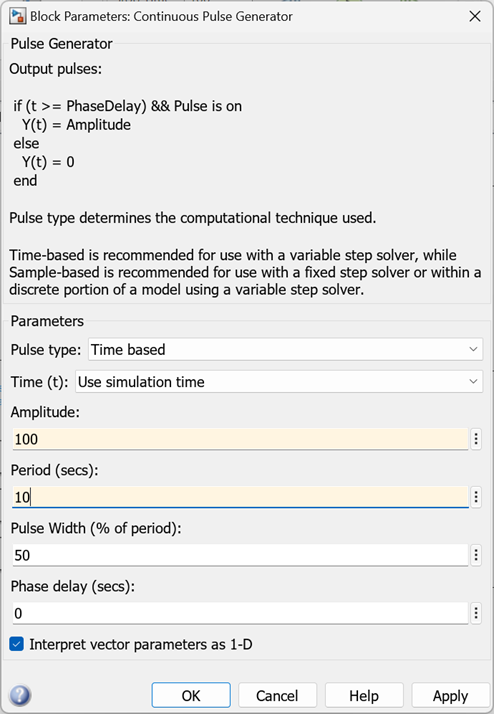 Block Parameters: Continuous Pulse Generator
Pulse Generator
Output pulses:
if (t >= PhaseDelay) && Pulse is on
Y(t) = Amplitude
else
Y(t) = 0
end
Pulse type determines the computational technique used.
Time-based is recommended for use with a variable step solver, while
Sample-based is recommended for use with a fixed step solver or within a
discrete portion of a model using a variable step solver.
Parameters
Pulse type: Time based
Time (t): Use simulation time
Amplitude:
100
Period (secs):
10
Pulse Width (% of period):
50
Phase delay (secs):
0
Interpret vector parameters as 1-D
OK Cancel Help Apply